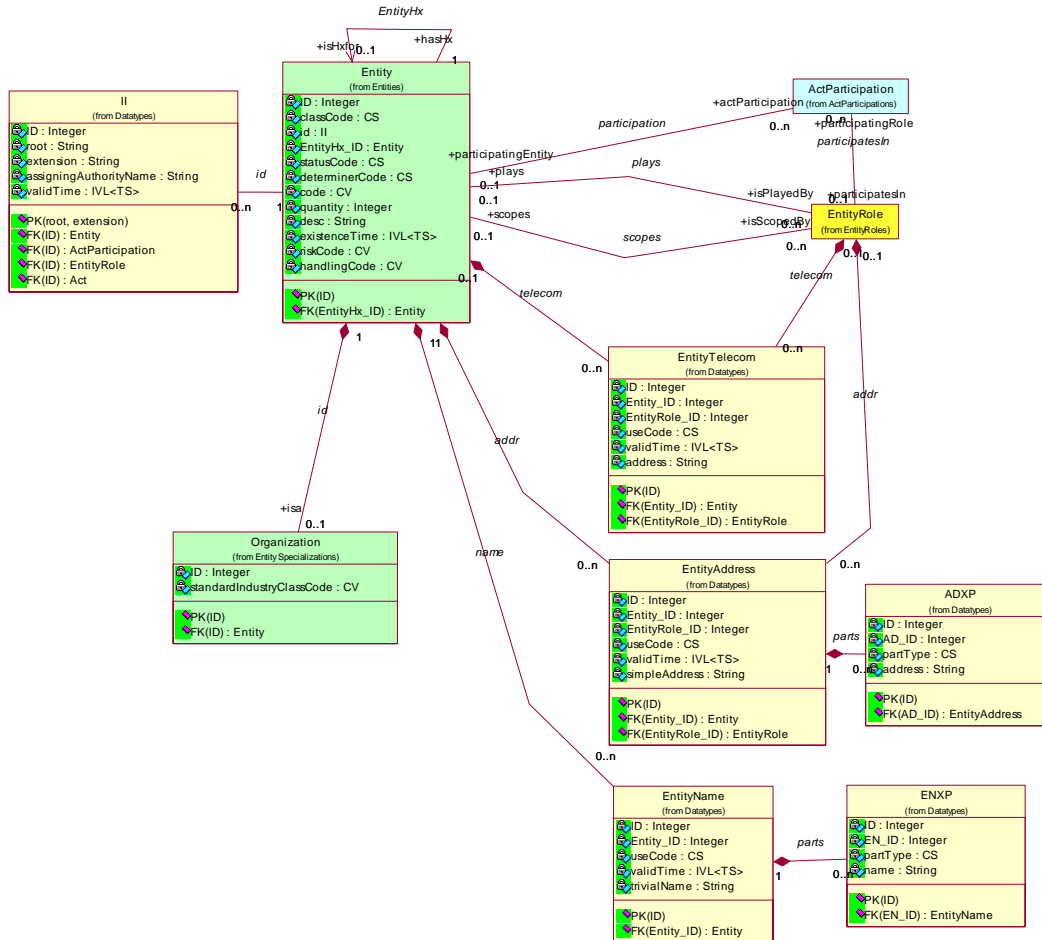 EntityHx
+isHxfor
0..1
+hasHx
1
Entity
(from Entities)
ID : Integer
classCode : CS
id : II
EntityHx_ID : Entity
statusCode : CS
determinerCode : CS
code : CV
quantity : Integer
desc : String
existenceTime : IVL<TS>
riskCode : CV
handlingCode : CV
PK(ID)
FK(EntityHx_ID) : Entity
II
(from Datatypes)
ID : Integer
root : String
extension : String
assigningAuthorityName : String
validTime : IVL<TS>
PK(root, extension)
FK(ID) : Entity
FK(ID) : ActParticipation
FK(ID) : EntityRole
FK(ID) : Act
id
0..n
1
ActParticipation
(from ActParticipations)
+actParticipation
0..n
0..n
+participatingRole
participatesIn
participation
+participatingEntity
plays
+plays
0..1
0..1
+isPlayedBy
0..1
+participatesIn
+scopes
0..1
+isScopedBy
0..n
0..n
scopes
EntityRole
(from EntityRoles)
0..1
0..1
telecom
0..1
telecom
0..n
0..n
EntityTelecom
(from Datatypes)
ID : Integer
Entity_ID : Integer
EntityRole_ID : Integer
useCode : CS
validTime : IVL<TS>
address : String
PK(ID)
FK(Entity_ID) : Entity
FK(EntityRole_ID) : EntityRole
1
11
id
addr
addr
name
+isa
0..1
Organization
(from Entity Specializations)
ID : Integer
standardIndustryClassCode : CV
PK(ID)
FK(ID) : Entity
0..n
0..n
EntityAddress
(from Datatypes)
ID : Integer
Entity_ID : Integer
EntityRole_ID : Integer
useCode : CS
validTime : IVL<TS>
simpleAddress : String
PK(ID)
FK(Entity_ID) : Entity
FK(EntityRole_ID) : EntityRole
parts
1
0..n
ADXP
(from Datatypes)
ID : Integer
AD_ID : Integer
partType : CS
address : String
PK(ID)
FK(AD_ID) : EntityAddress
0..n
EntityName
(from Datatypes)
ID : Integer
Entity_ID : Integer
useCode : CS
validTime : IVL<TS>
trivialName : String
PK(ID)
FK(Entity_ID) : Entity
parts
1
0..n
ENXP
(from Datatypes)
ID : Integer
EN_ID : Integer
partType : CS
name : String
PK(ID)
FK(EN_ID) : EntityName